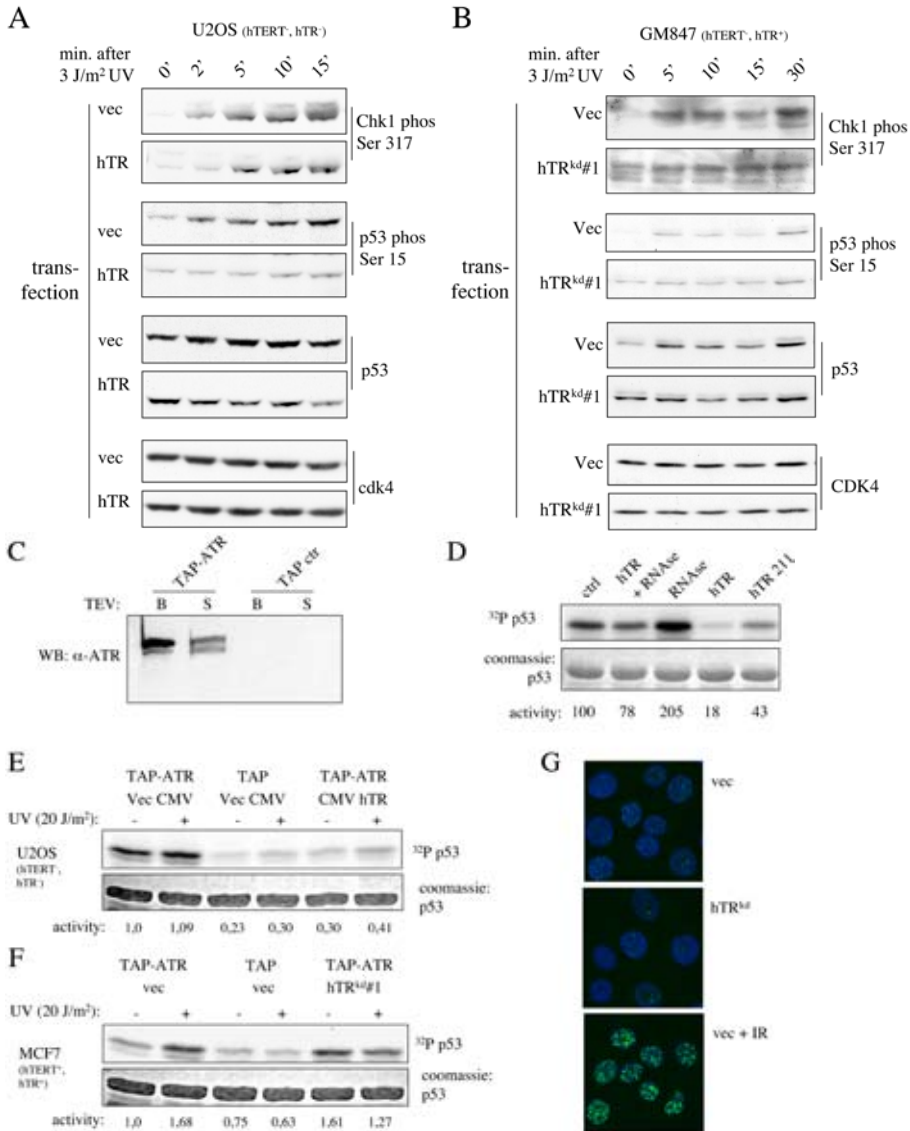 A
U2OS (hTERT-, hTR-)
min. after
3 J/m² UV
0' 2' 5' 10' 15'
trans-
fection
vec
hTR
Chk1 phos
Ser 317
vec
hTR
p53 phos
Ser 15
vec
hTR
p53
vec
hTR
cdk4
B
GM847 (hTERT-, hTR+)
min. after
3 J/m² UV
0' 5' 10' 15' 30'
trans-
fection
Vec
hTRkd#1
Chk1 phos
Ser 317
Vec
hTRkd#1
p53 phos
Ser 15
Vec
hTRkd#1
p53
Vec
hTRkd#1
CDK4
C
TAP-ATR TAP ctr
TEV: B S B S
WB: α-ATR
D
ctrl hTR + RNAse RNAse hTR hTR
³²P p53
coomassie:
p53
activity: 100 78 205 18 43
E
TAP-ATR TAP TAP-ATR
Vec CMV Vec CMV CMV hTR
UV (20 J/m²): - + - + - +
U2OS
(hTERT-,
hTR-)
³²P p53
coomassie:
p53
activity: 1,0 1,09 0,23 0,30 0,30 0,41
F
TAP-ATR TAP TAP-ATR
vec vec hTRkd#1
UV (20 J/m²): - + - + - +
MCF7
(hTERT+,
hTR+)
³²P p53
coomassie:
p53
activity: 1,0 1,68 0,75 0,63 1,61 1,27
G
vec
hTRkd
vec + IR